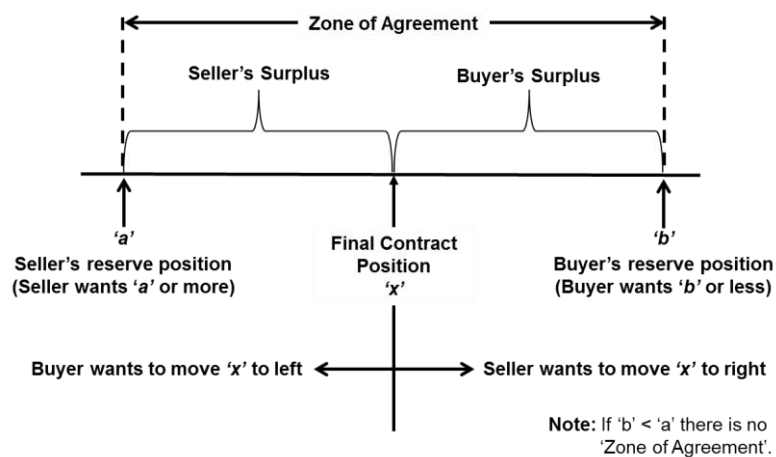 Zone of Agreement
Seller's Surplus
Buyer's Surplus
'a'
Seller's reserve position
(Seller wants 'a' or more)
Final Contract
Position
'x'
'b'
Buyer's reserve position
(Buyer wants 'b' or less)
Buyer wants to move 'x' to left
Seller wants to move 'x' to right
Note: If 'b' < 'a' there is no
'Zone of Agreement'.